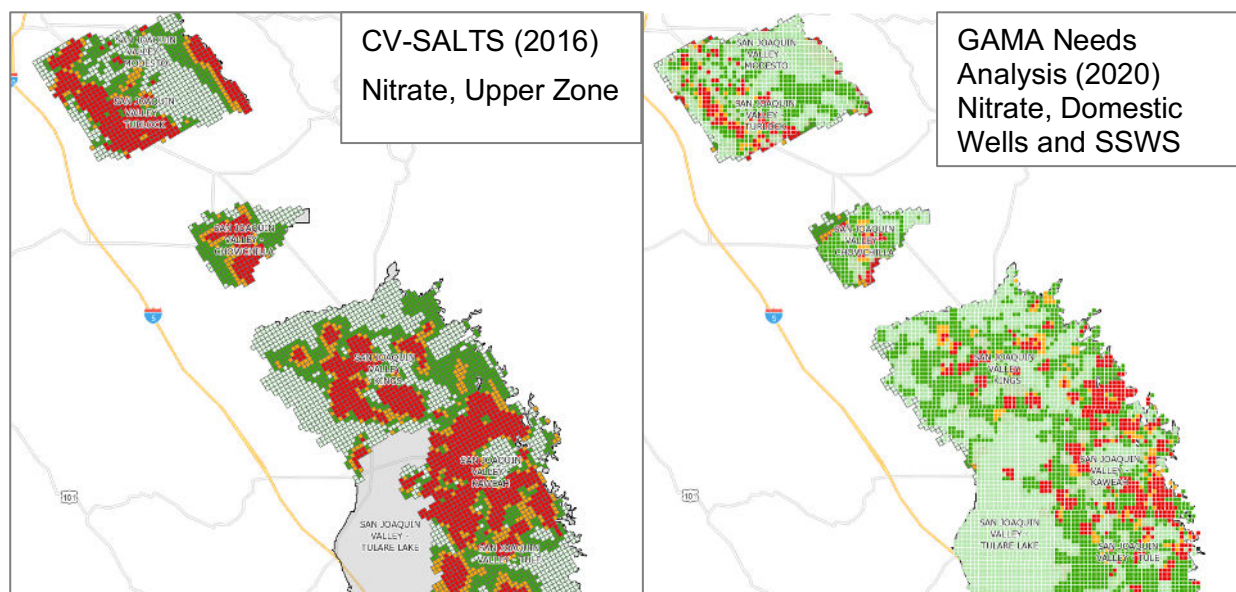 CV-SALTS (2016)
Nitrate, Upper Zone
SAN JOAQUIN
VALLEY
MODESTO
SAN JOAQUIN
VALLEY
TURLOCK
SAN JOAQUIN
VALLEY -
CHOWCHILLA
5
SAN JOAQUIN
VALLEY
KINGS
SAN JOAQUIN
VALLEY -
KAWEAH
101
SAN JOAQUIN
VALLEY -
TULARE LAKE
SAN JOAQUIN
VALLEY - TULE
GAMA Needs
Analysis (2020)
Nitrate, Domestic
Wells and SSWS
SAN JOAQUIN
VALLEY
MODESTO
SAN JOAQUIN
VALLEY
TURLOCK
SAN JOAQUIN
VALLEY -
CHOWCHILLA
5
SAN JOAQUIN
VALLEY
KINGS
SAN JOAQUIN
VALLEY -
KAWEAH
101
SAN JOAQUIN
VALLEY -
TULARE LAKE
SAN JOAQUIN
VALLEY - TULE